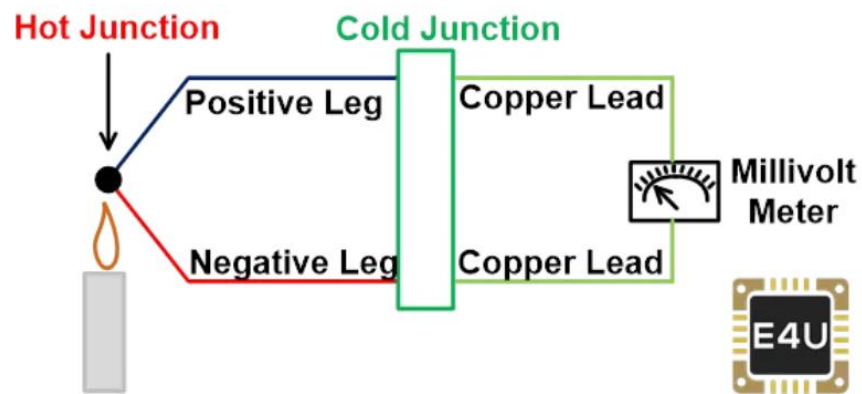 Hot Junction
Cold Junction
Positive Leg
Copper Lead
Millivolt
Meter
Negative Leg
Copper Lead
E4U